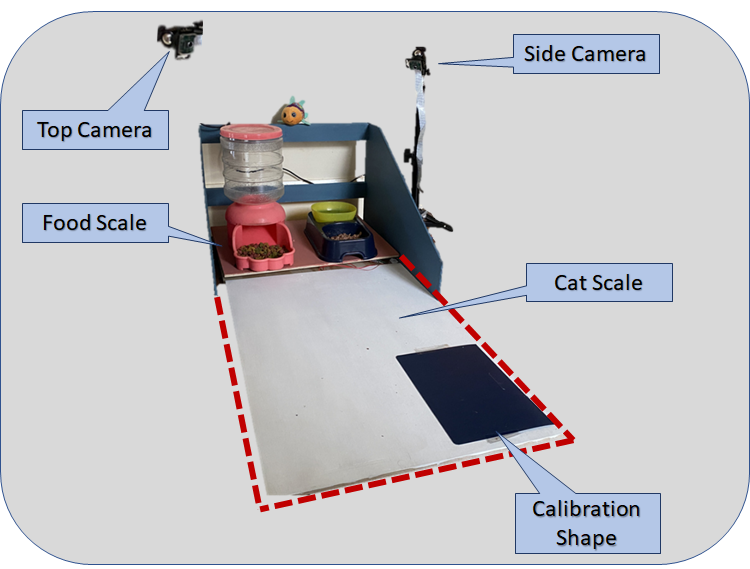 Side Camera
Top Camera
Food Scale
Cat Scale
Calibration
Shape